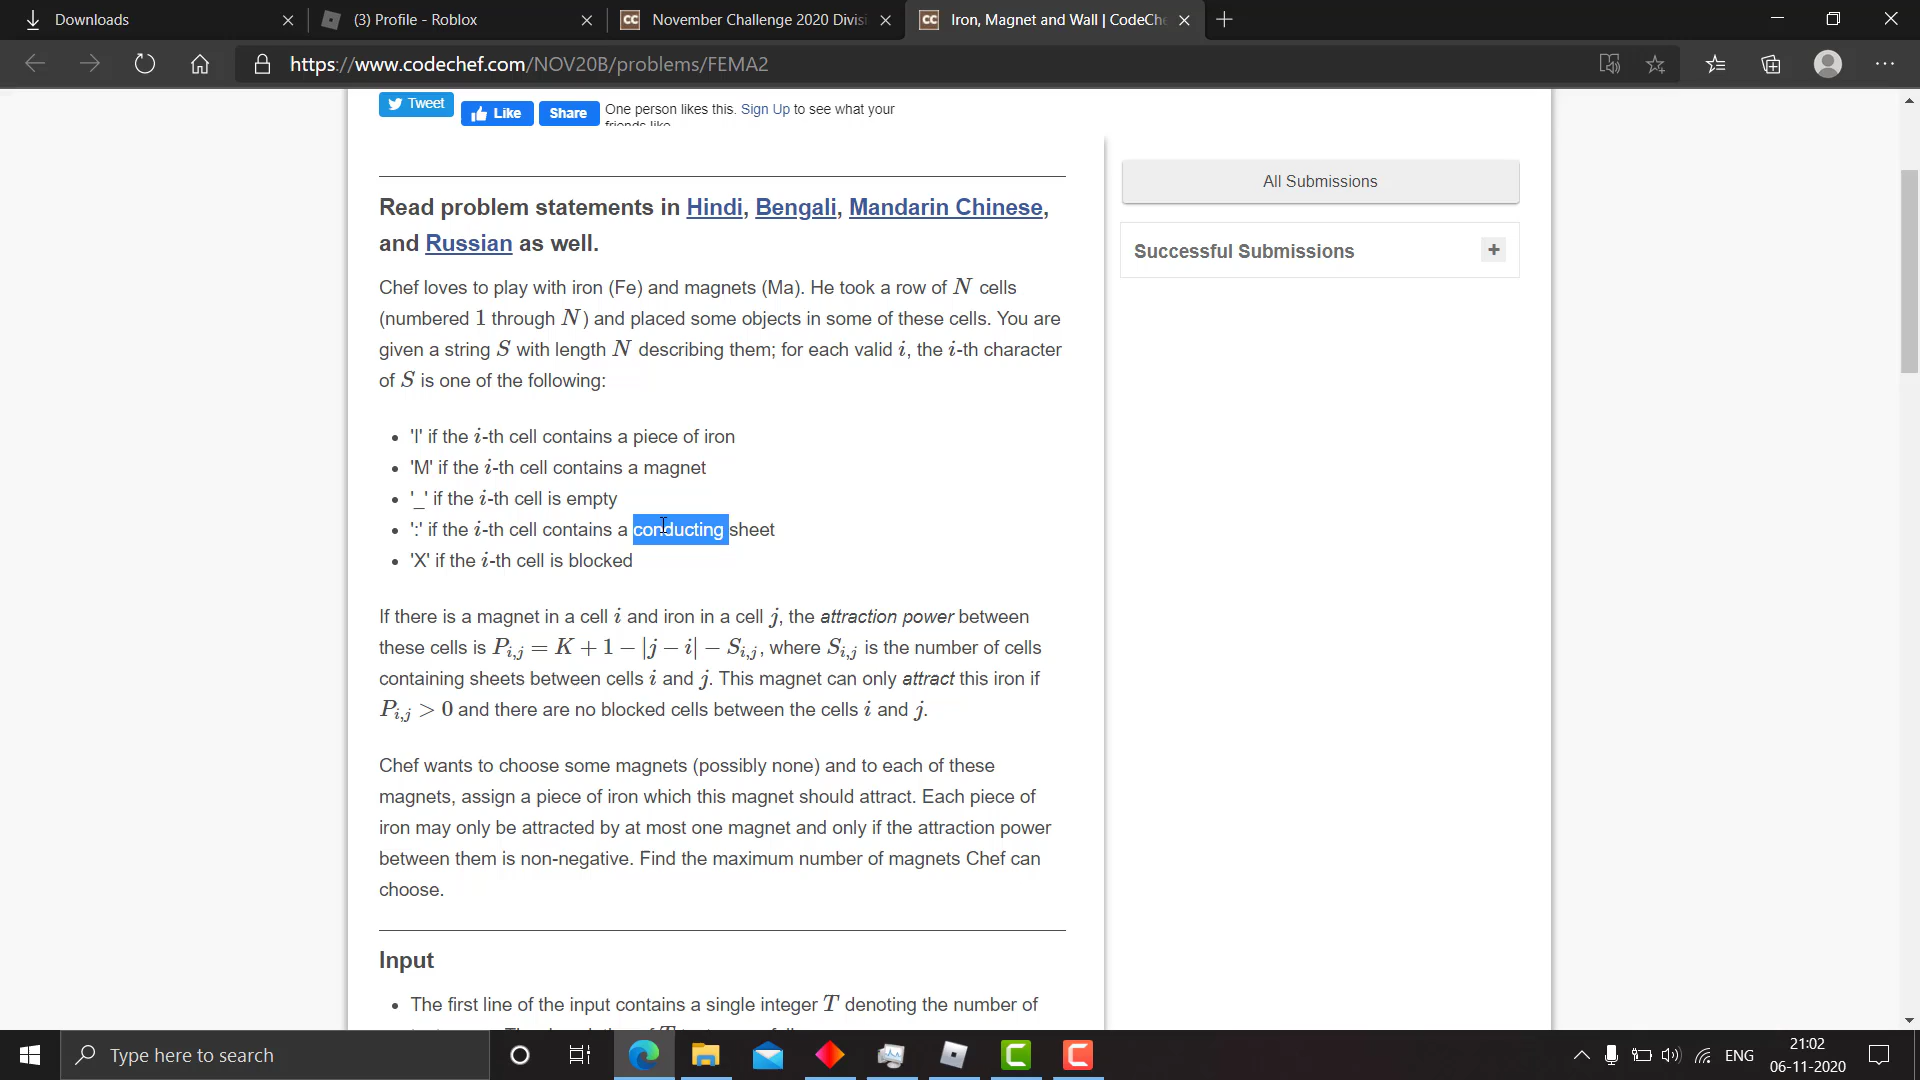 Downloads
(3) Profile - Roblox
November Challenge 2020 Divisi
Iron, Magnet and Wall | CodeChe
https://www.codechef.com/NOV20B/problems/FEMA2
Tweet
Like
Share
One person likes this. Sign Up to see what your
friends like.
All Submissions
Successful Submissions
+
Read problem statements in Hindi, Bengali, Mandarin Chinese,
and Russian as well.
Chef loves to play with iron (Fe) and magnets (Ma). He took a row of N cells
(numbered 1 through N) and placed some objects in some of these cells. You are
given a string S with length N describing them; for each valid i, the i-th character
of S is one of the following:
• 'I' if the i-th cell contains a piece of iron
• 'M' if the i-th cell contains a magnet
• '_' if the i-th cell is empty
• ':' if the i-th cell contains a conducting sheet
• 'X' if the i-th cell is blocked
If there is a magnet in a cell i and iron in a cell j, the attraction power between
these cells is P_{i,j} = K + 1 − |j − i| − S_{i,j}, where S_{i,j} is the number of cells
containing sheets between cells i and j. This magnet can only attract this iron if
P_{i,j} > 0 and there are no blocked cells between the cells i and j.
Chef wants to choose some magnets (possibly none) and to each of these
magnets, assign a piece of iron which this magnet should attract. Each piece of
iron may only be attracted by at most one magnet and only if the attraction power
between them is non-negative. Find the maximum number of magnets Chef can
choose.
Input
• The first line of the input contains a single integer T denoting the number of
Type here to search
ENG
21:02
06-11-2020